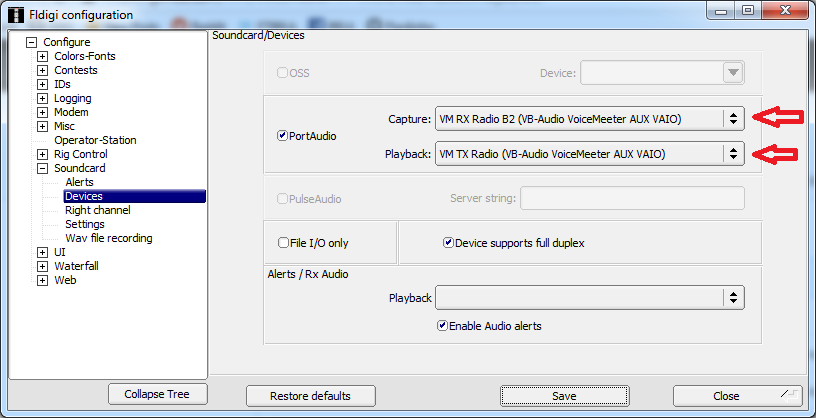 Fldigi configuration
Configure
Colors-Fonts
Contests
IDs
Logging
Modem
Misc
Operator-Station
Rig Control
Soundcard
Alerts
Devices
Right channel
Settings
Wav file recording
UI
Waterfall
Web
Collapse Tree
Soundcard/Devices
OSS Device:
PortAudio
Capture: VM RX Radio B2 (VB-Audio VoiceMeeter AUX VAIO)
Playback: VM TX Radio (VB-Audio VoiceMeeter AUX VAIO)
PulseAudio Server string:
File I/O only Device supports full duplex
Alerts / Rx Audio
Playback
Enable Audio alerts
Restore defaults Save Close